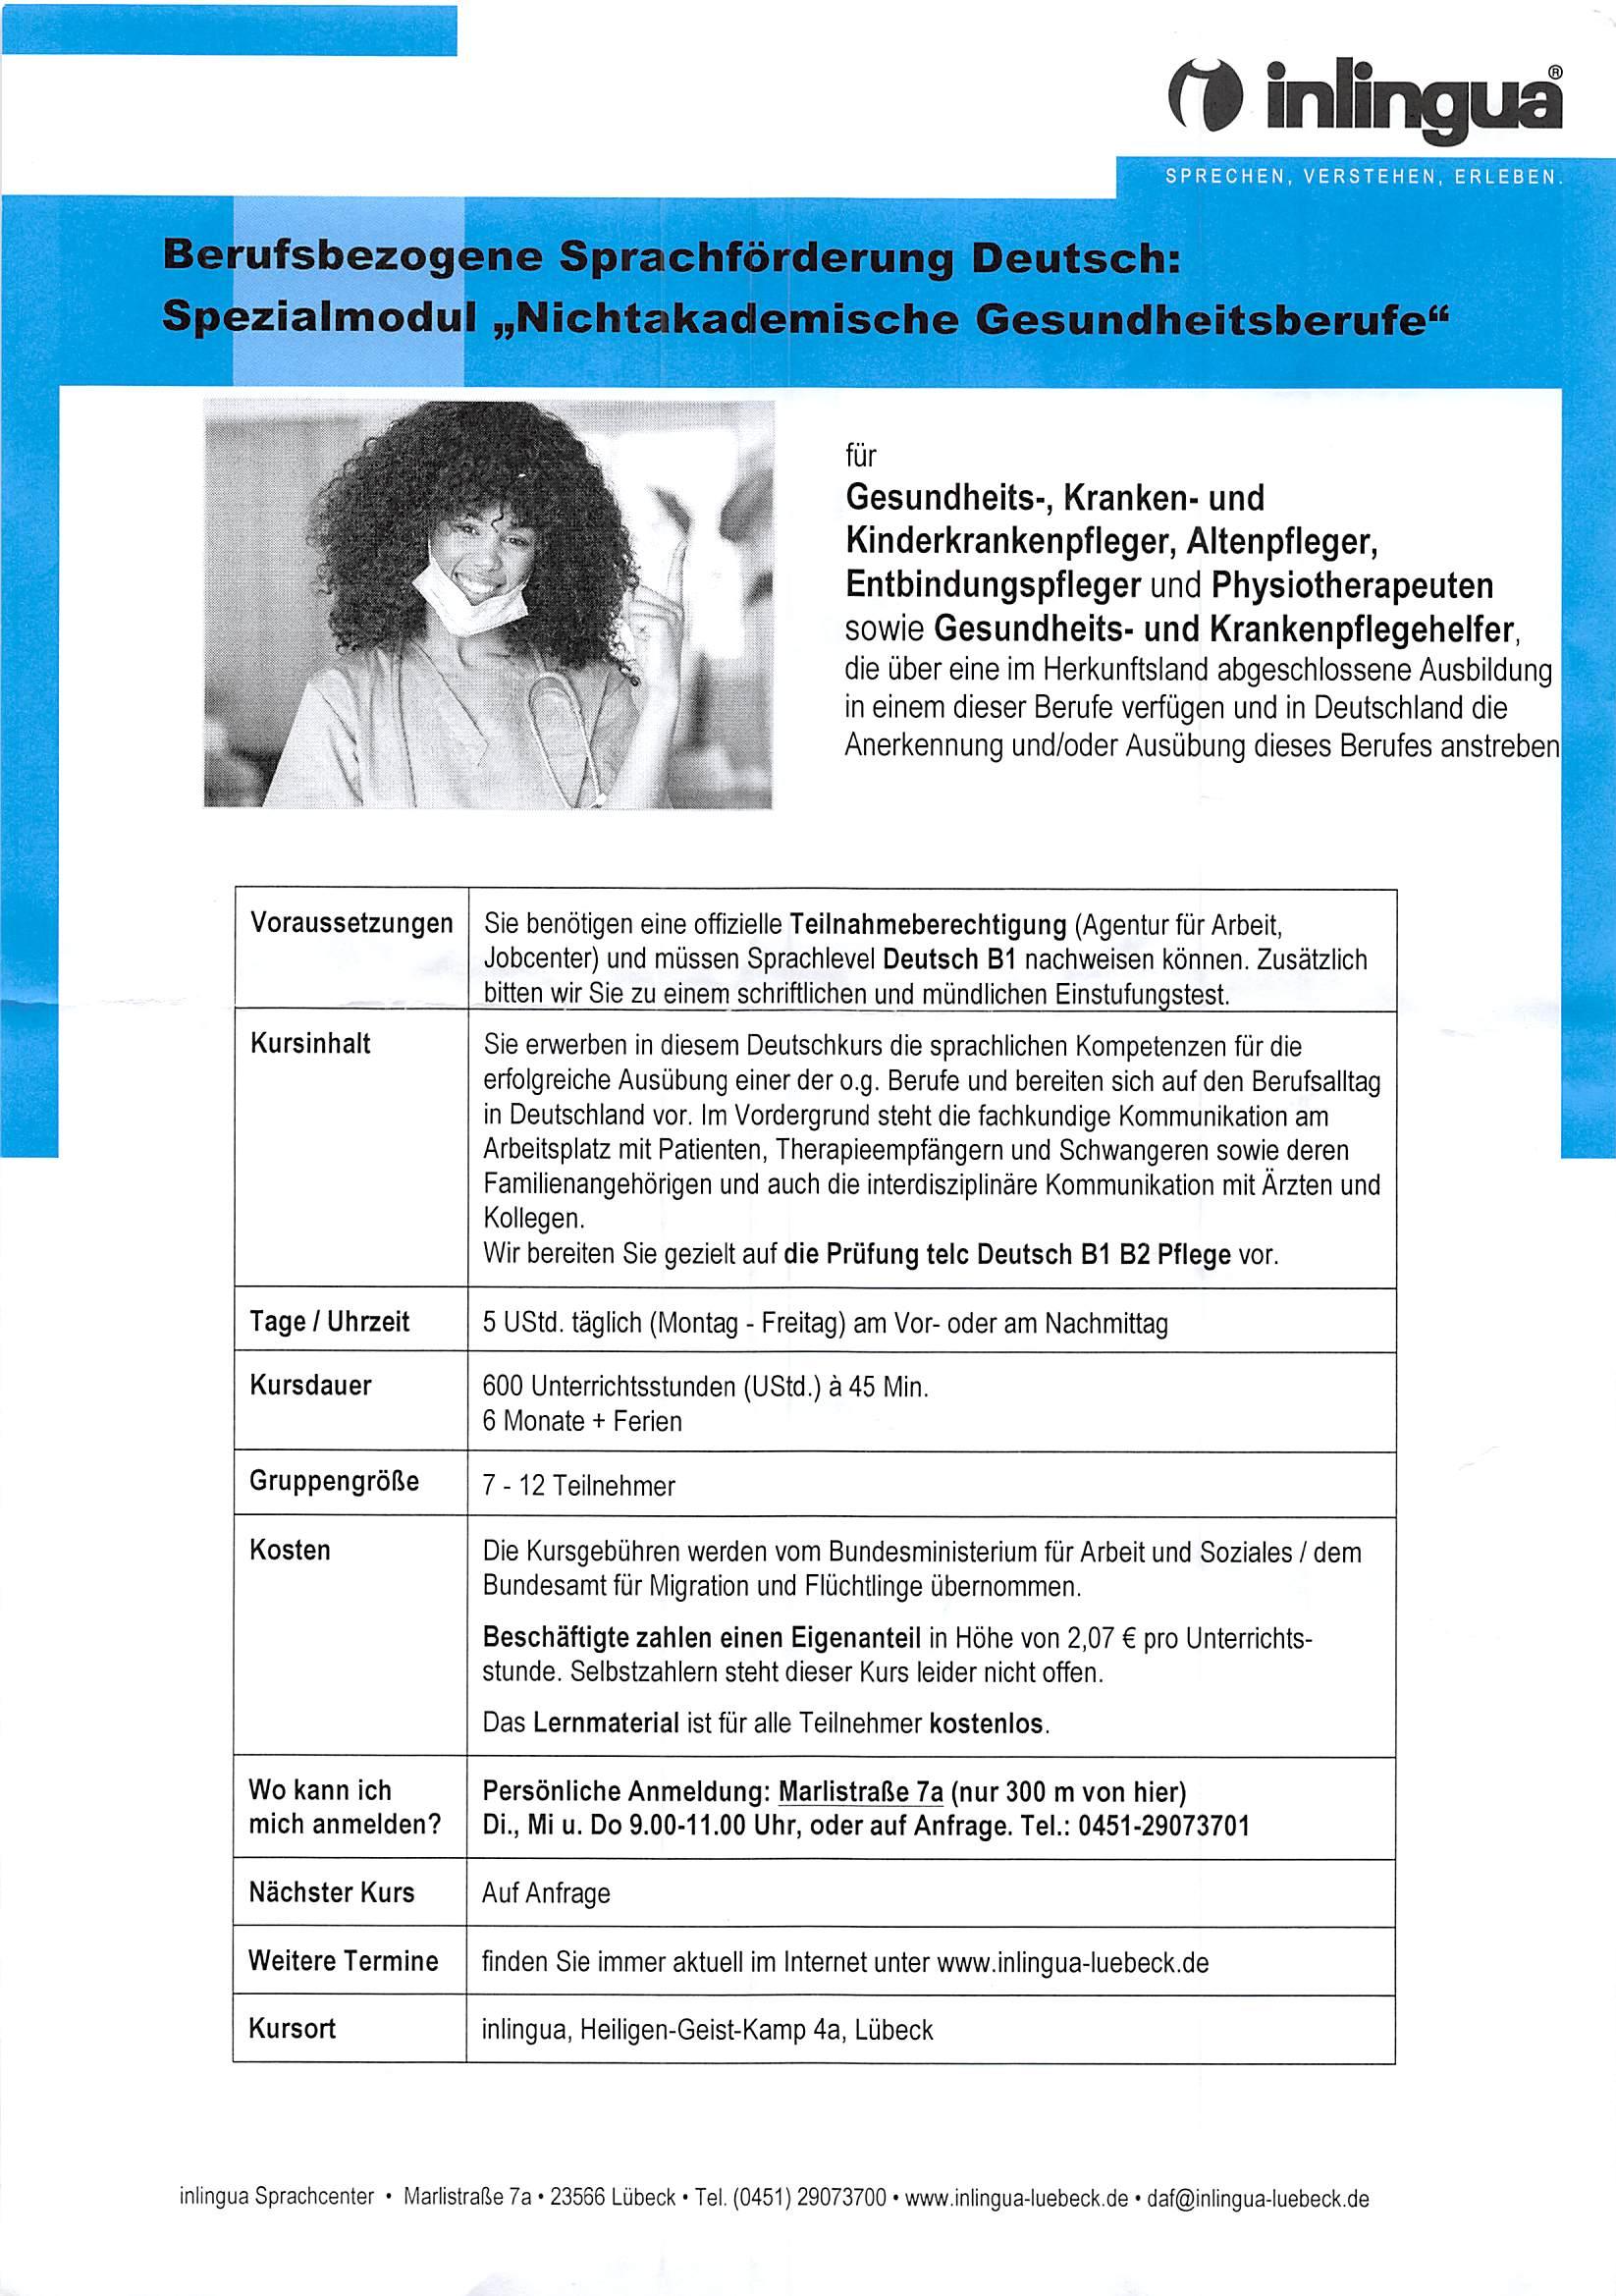 inlingua®
SPRECHEN, VERSTEHEN, ERLEBEN.
Berufsbezogene Sprachförderung Deutsch:
Spezialmodul „Nichtakademische Gesundheitsberufe“
für
Gesundheits-, Kranken- und
Kinderkrankenpfleger, Altenpfleger,
Entbindungspfleger und Physiotherapeuten
sowie Gesundheits- und Krankenpflegehelfer,
die über eine im Herkunftsland abgeschlossene Ausbildung
in einem dieser Berufe verfügen und in Deutschland die
Anerkennung und/oder Ausübung dieses Berufes anstreben
Voraussetzungen
Sie benötigen eine offizielle Teilnahmeberechtigung (Agentur für Arbeit,
Jobcenter) und müssen Sprachlevel Deutsch B1 nachweisen können. Zusätzlich
bitten wir Sie zu einem schriftlichen und mündlichen Einstufungstest.
Kursinhalt
Sie erwerben in diesem Deutschkurs die sprachlichen Kompetenzen für die
erfolgreiche Ausübung einer der o.g. Berufe und bereiten sich auf den Berufsalltag
in Deutschland vor. Im Vordergrund steht die fachkundige Kommunikation am
Arbeitsplatz mit Patienten, Therapieempfängern und Schwangeren sowie deren
Familienangehörigen und auch die interdisziplinäre Kommunikation mit Ärzten und
Kollegen.
Wir bereiten Sie gezielt auf die Prüfung telc Deutsch B1 B2 Pflege vor.
Tage / Uhrzeit
5 UStd. täglich (Montag - Freitag) am Vor- oder am Nachmittag
Kursdauer
600 Unterrichtsstunden (UStd.) à 45 Min.
6 Monate + Ferien
Gruppengröße
7 - 12 Teilnehmer
Kosten
Die Kursgebühren werden vom Bundesministerium für Arbeit und Soziales / dem
Bundesamt für Migration und Flüchtlinge übernommen.
Beschäftigte zahlen einen Eigenanteil in Höhe von 2,07 € pro Unterrichts-
stunde. Selbstzahlern steht dieser Kurs leider nicht offen.
Das Lernmaterial ist für alle Teilnehmer kostenlos.
Wo kann ich
mich anmelden?
Persönliche Anmeldung: Marlistraße 7a (nur 300 m von hier)
Di., Mi u. Do 9.00-11.00 Uhr, oder auf Anfrage. Tel.: 0451-29073701
Nächster Kurs
Auf Anfrage
Weitere Termine
finden Sie immer aktuell im Internet unter www.inlingua-luebeck.de
Kursort
inlingua, Heiligen-Geist-Kamp 4a, Lübeck
inlingua Sprachcenter • Marlistraße 7a • 23566 Lübeck • Tel. (0451) 29073700 • www.inlingua-luebeck.de • daf@inlingua-luebeck.de